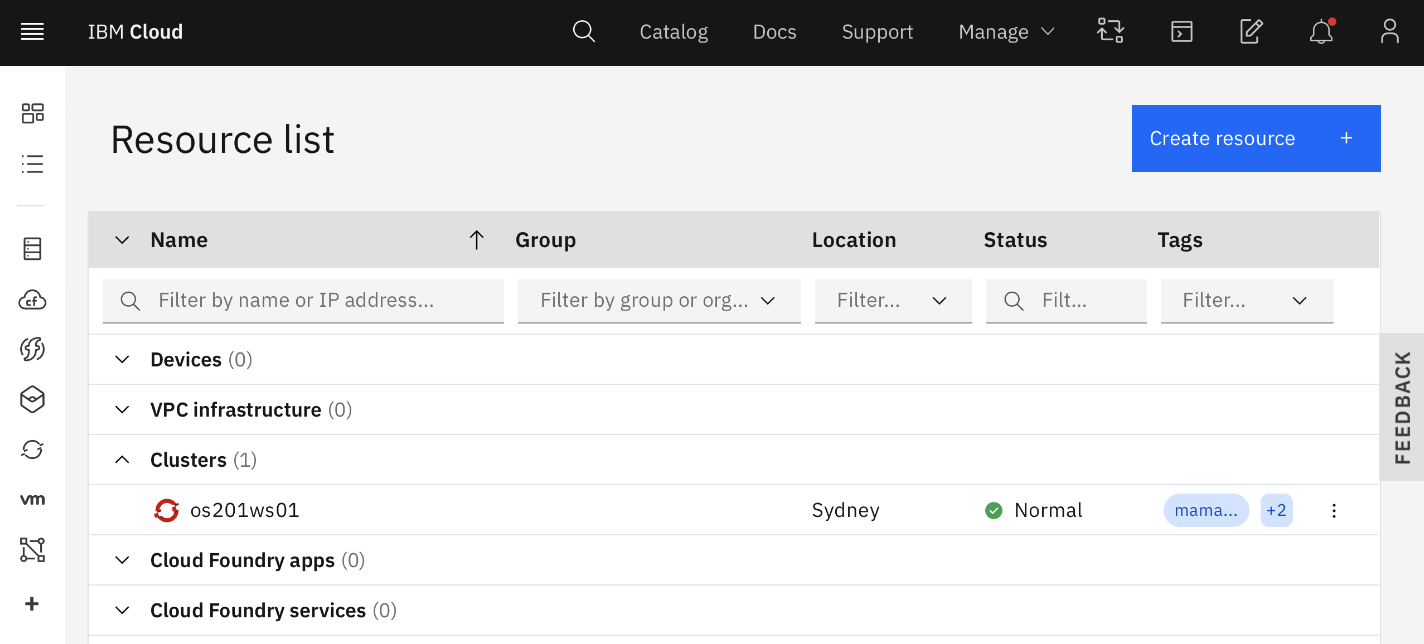 IBM Cloud Catalog Docs Support Manage
Resource list
Create resource +
Name Group Location Status Tags
Filter by name or IP address... Filter by group or org... Filter... Filt... Filter...
Devices (0)
VPC infrastructure (0)
Clusters (1)
os201ws01 Sydney Normal mama... +2
Cloud Foundry apps (0)
Cloud Foundry services (0)
cf
vm
FEEDBACK